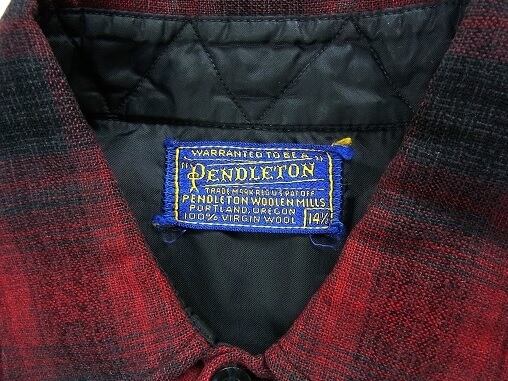 WARRANTED TO BE A
"PENDLETON"
TRADE MARK REG US PAT OFF
PENDLETON WOOLEN MILLS
PORTLAND, OREGON
100% VIRGIN WOOL 14½